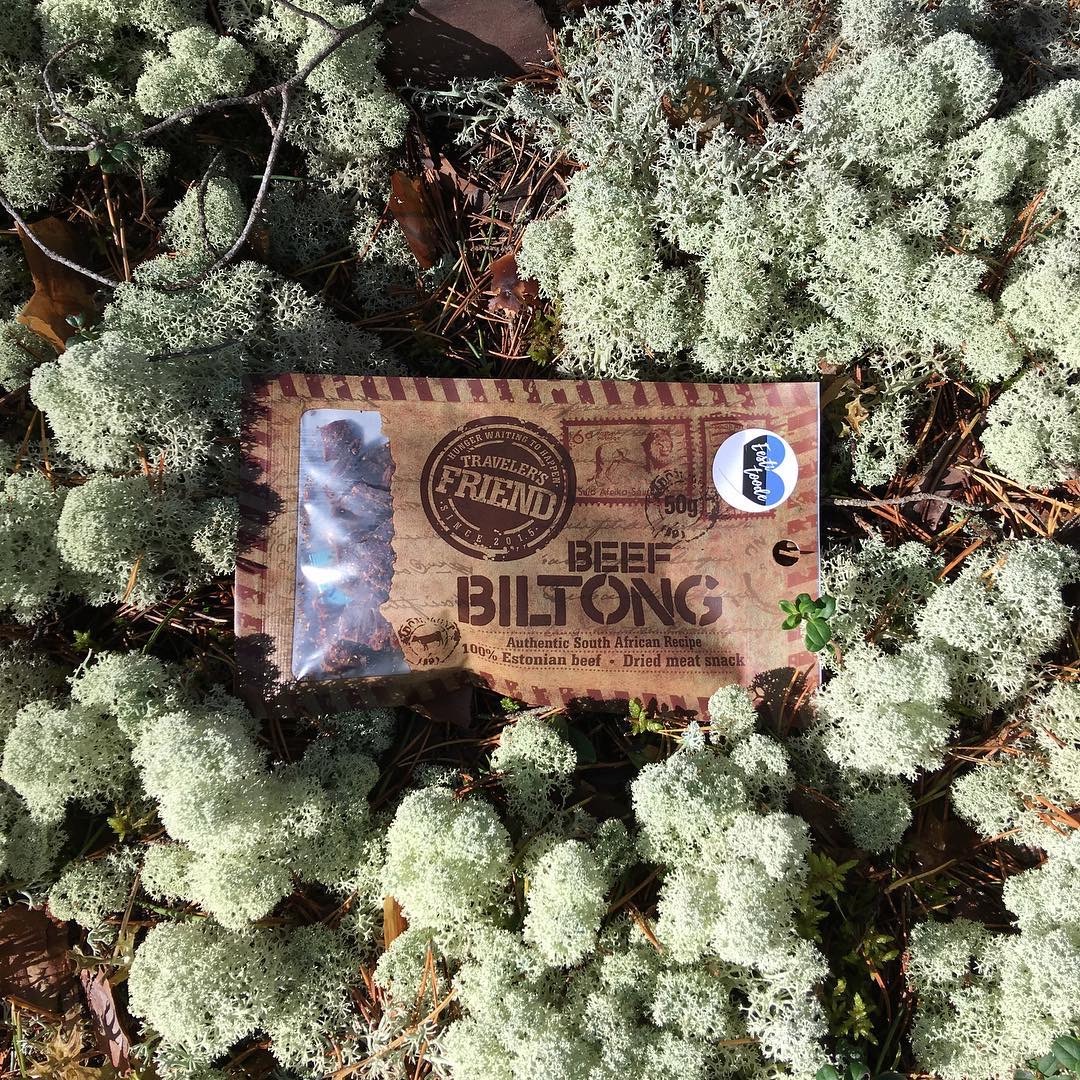 HUNGER WAITING TO HAPPEN
TRAVELER'S
FRIEND
SINCE 2015
50g
BEEF
BILTONG
Authentic South African Recipe
100% Estonian beef • Dried meat snack